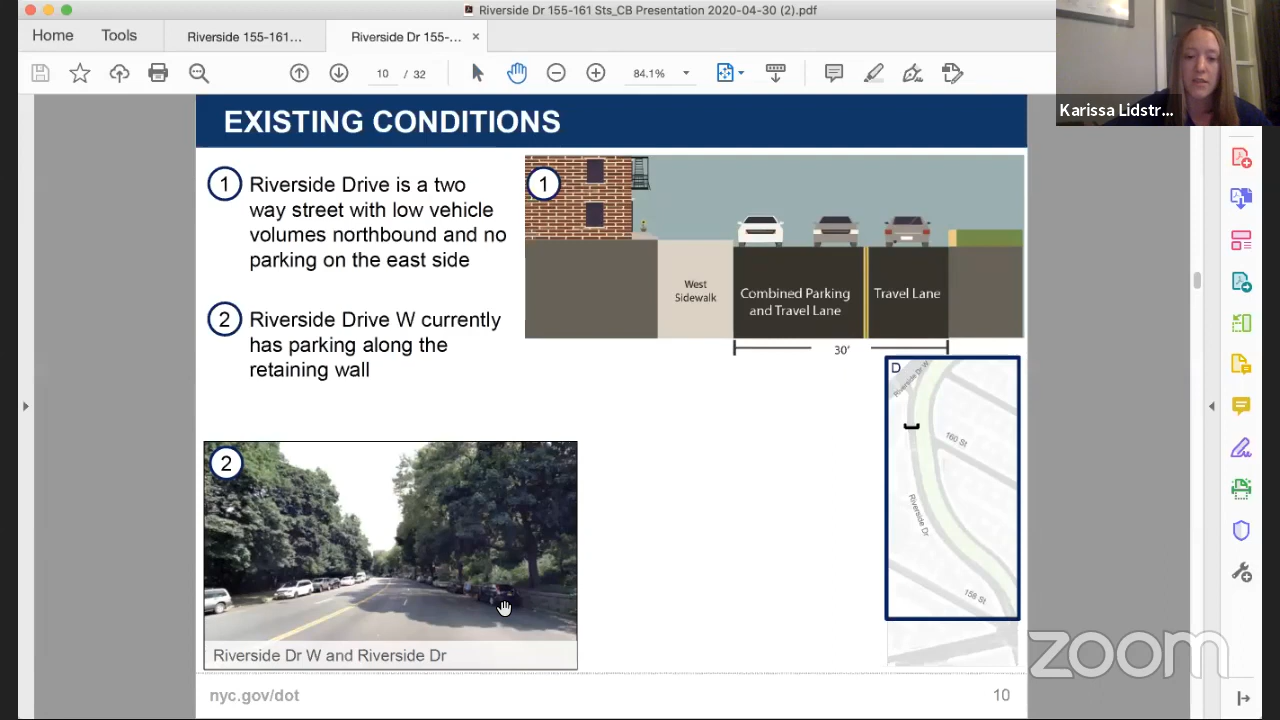 Riverside Dr 155-161 Sts_CB Presentation 2020-04-30 (2).pdf
Home
Tools
Riverside 155-161...
Riverside Dr 155-...
×
10 / 32
84.1%
Karissa Lidstr...
EXISTING CONDITIONS
1
Riverside Drive is a two
way street with low vehicle
volumes northbound and no
parking on the east side
2
Riverside Drive W currently
has parking along the
retaining wall
1
West
Sidewalk
Combined Parking
and Travel Lane
Travel Lane
30'
D
Riverside Dr W
160 St
Riverside Dr
158 St
2
Riverside Dr W and Riverside Dr
nyc.gov/dot
10
zoom